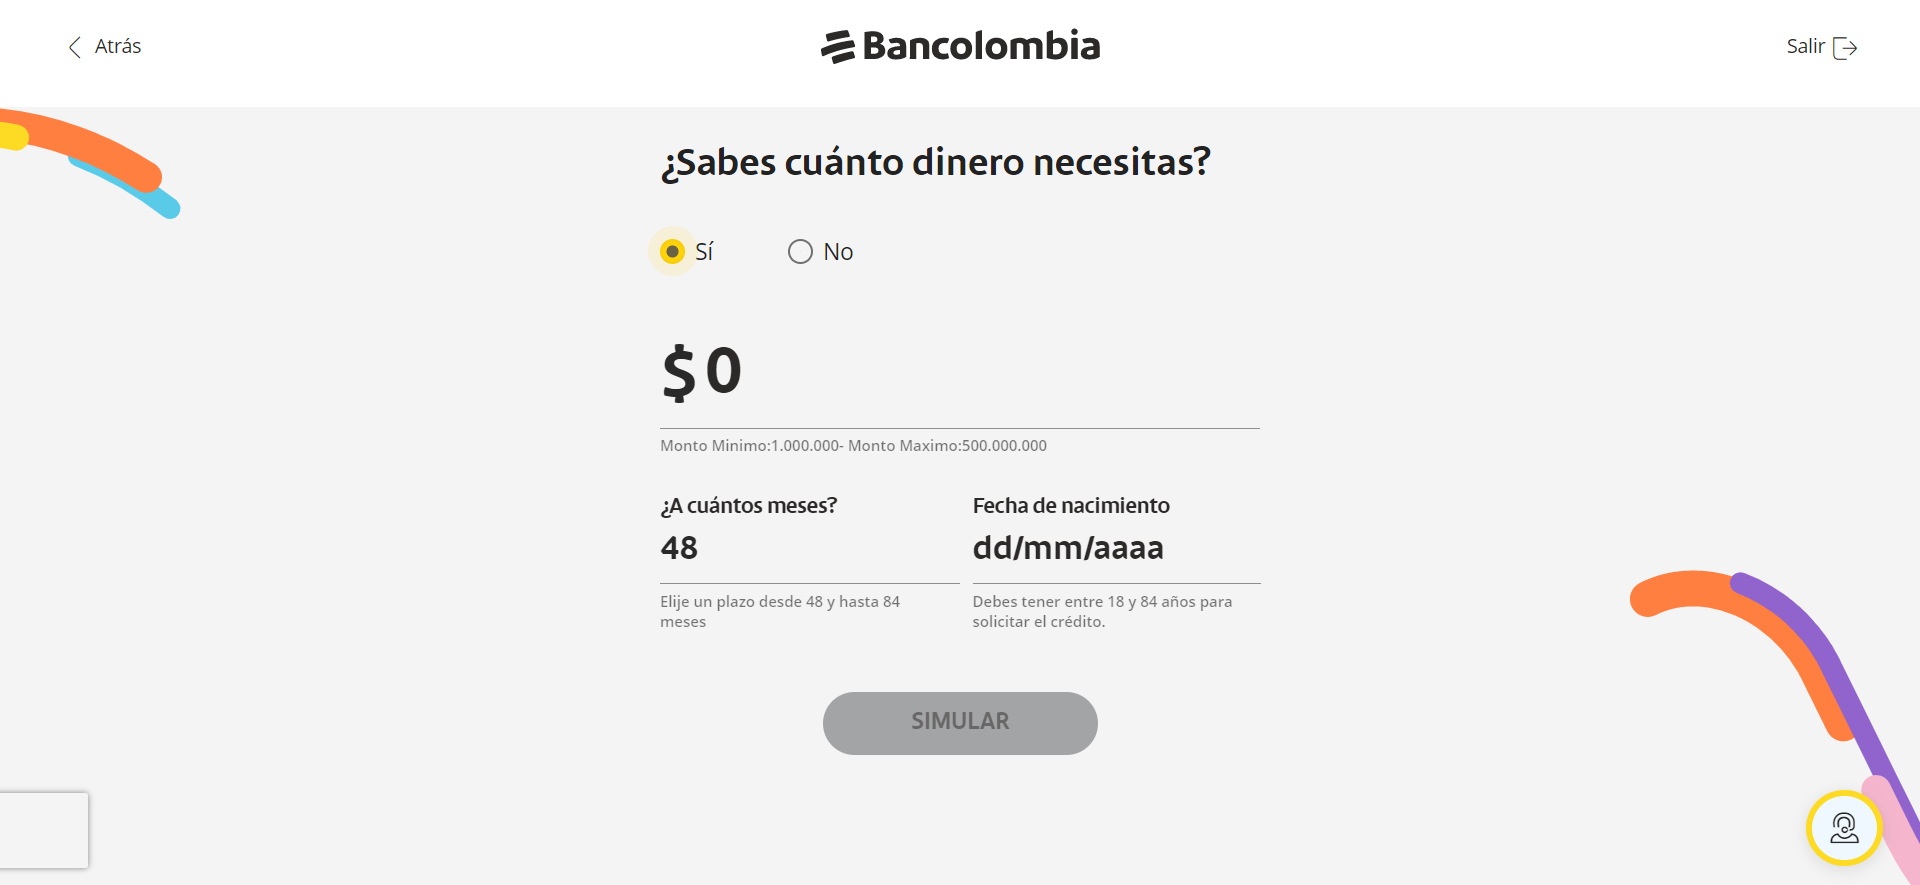 Atrás
Bancolombia
Salir
¿Sabes cuánto dinero necesitas?
Sí
No
$ 0
Monto Minimo:1.000.000- Monto Maximo:500.000.000
¿A cuántos meses?
48
Elije un plazo desde 48 y hasta 84
meses
Fecha de nacimiento
dd/mm/aaaa
Debes tener entre 18 y 84 años para
solicitar el crédito.
SIMULAR